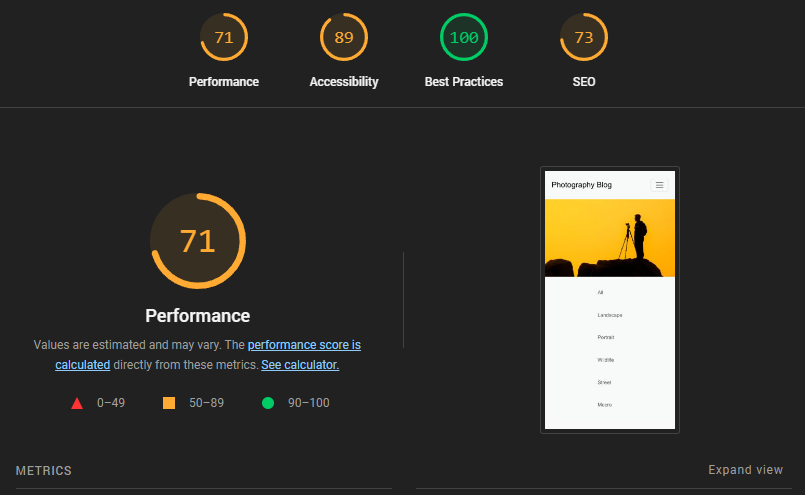 71 89 100 73
Performance Accessibility Best Practices SEO
71
Performance
Values are estimated and may vary. The performance score is
calculated directly from these metrics. See calculator.
0–49 50–89 90–100
Photography Blog
All
Landscape
Portrait
Wildlife
Street
Macro
METRICS
Expand view